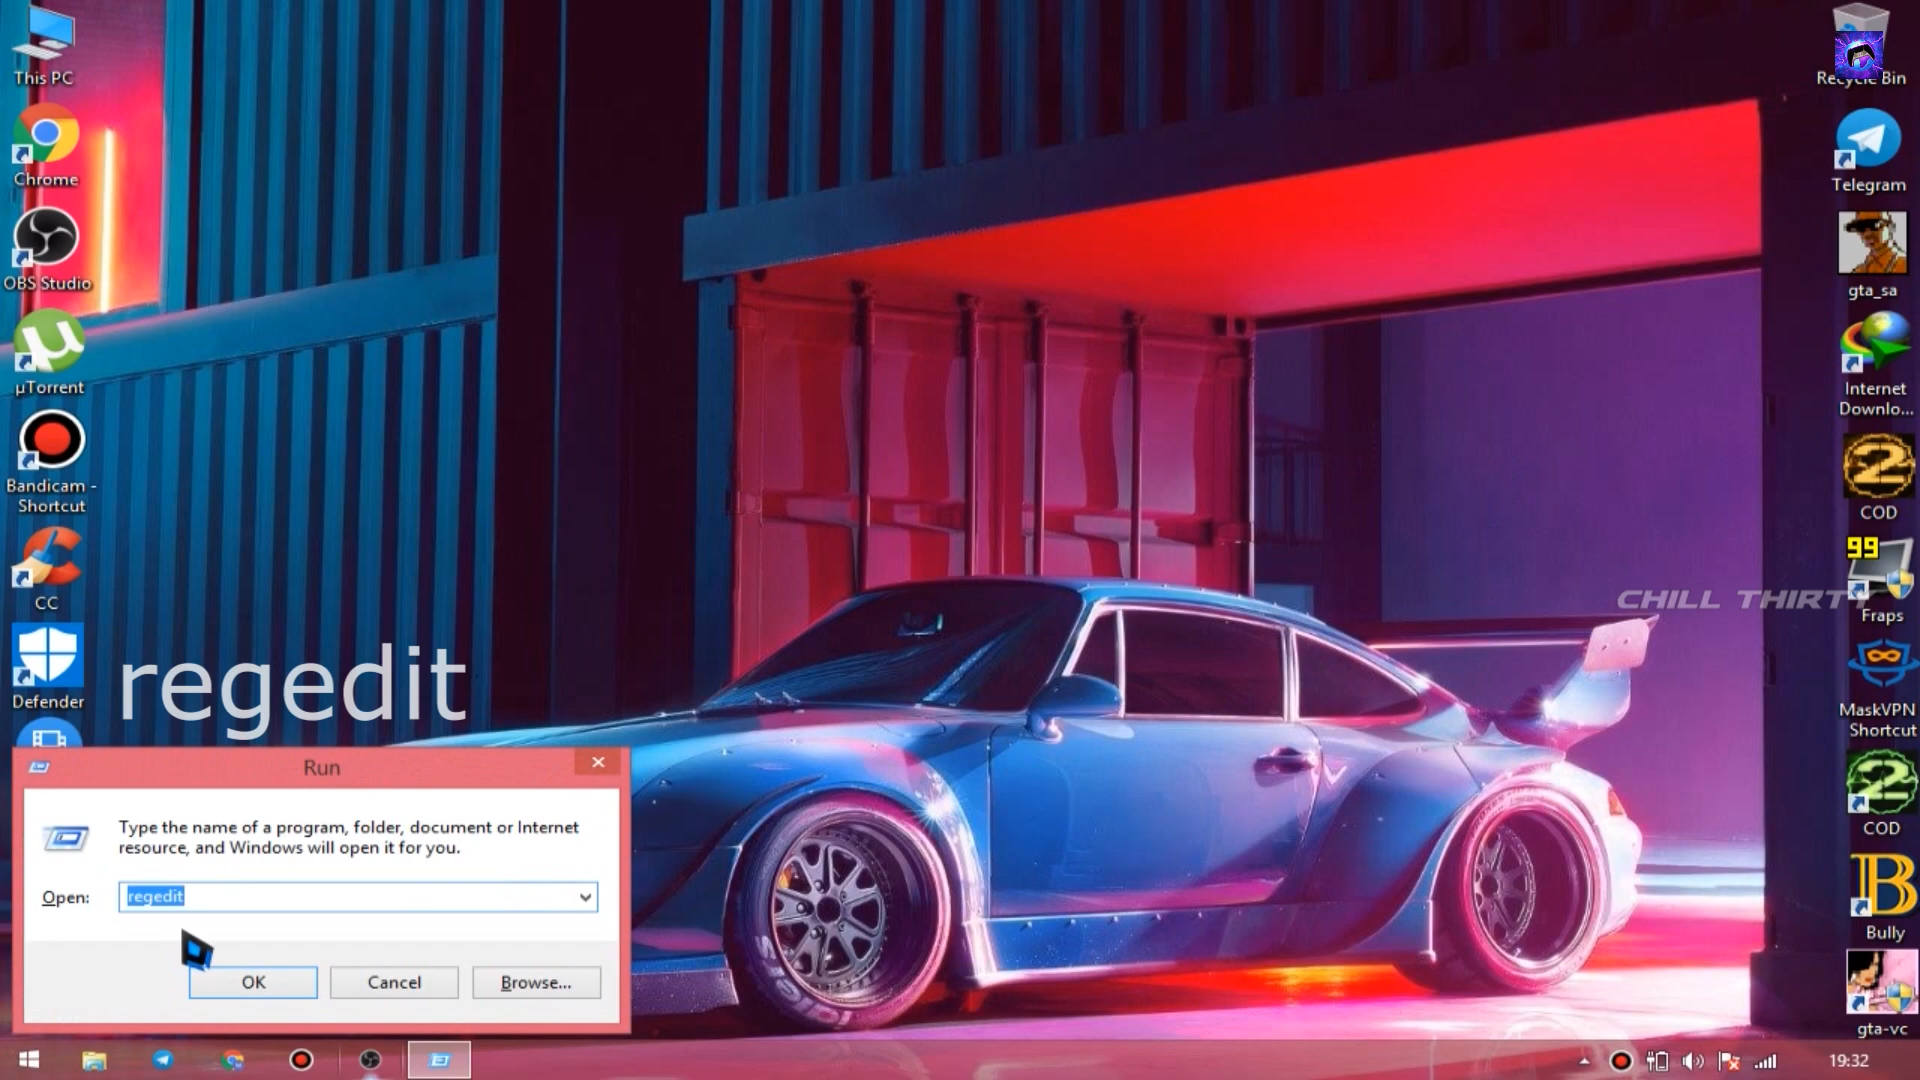 This PC
Chrome
OBS Studio
µTorrent
Bandicam -
Shortcut
CC
Defender
regedit
Run
Type the name of a program, folder, document or Internet
resource, and Windows will open it for you.
Open:
regedit
OK
Cancel
Browse...
CHILL THIRTY
Recycle Bin
Telegram
gta_sa
Internet
Downlo...
2
COD
99
Fraps
MaskVPN
Shortcut
2
COD
B
Bully
gta-vc
19:32